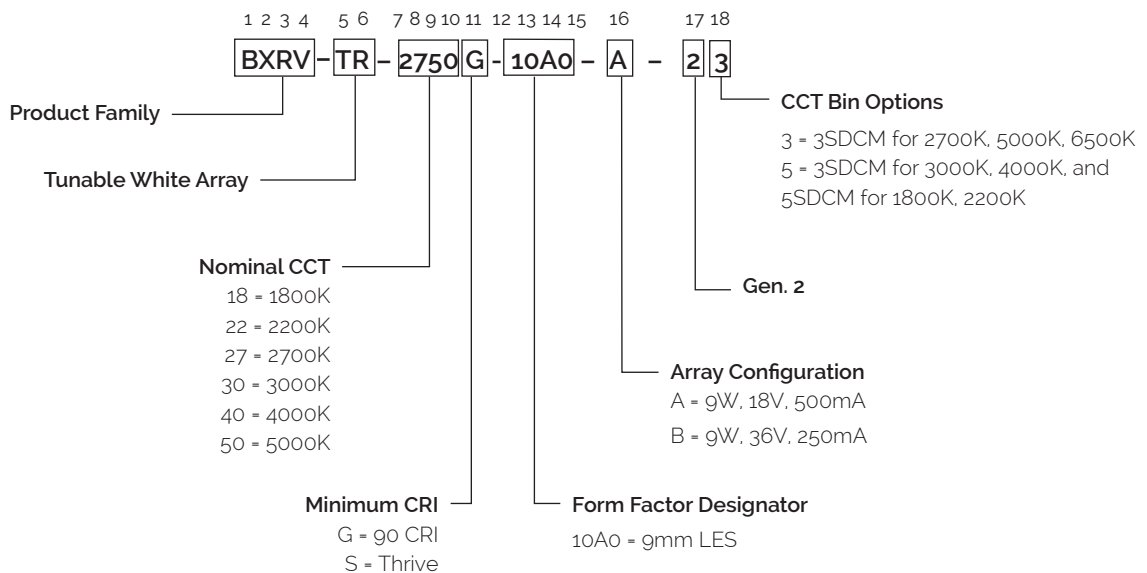 1 2 3 4 5 6 7 8 9 10 11 12 13 14 15 16 17 18
BXRV – TR – 2750 G - 10A0 – A – 2 3
Product Family
Tunable White Array
CCT Bin Options
3 = 3SDCM for 2700K, 5000K, 6500K
5 = 3SDCM for 3000K, 4000K, and
5SDCM for 1800K, 2200K
Nominal CCT
18 = 1800K
22 = 2200K
27 = 2700K
30 = 3000K
40 = 4000K
50 = 5000K
Gen. 2
Array Configuration
A = 9W, 18V, 500mA
B = 9W, 36V, 250mA
Minimum CRI
G = 90 CRI
S = Thrive
Form Factor Designator
10A0 = 9mm LES